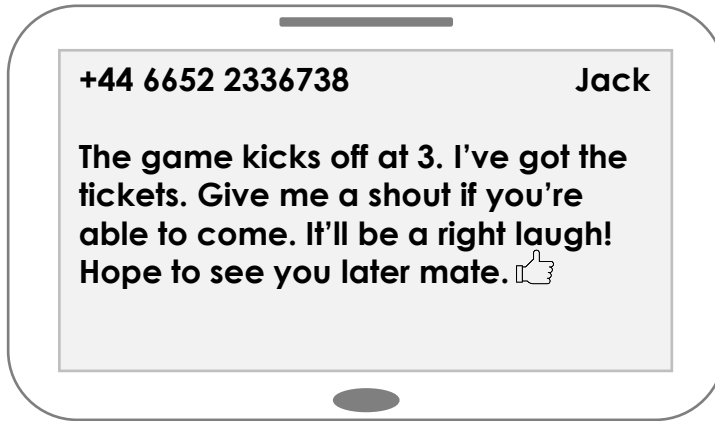 +44 6652 2336738 Jack
The game kicks off at 3. I’ve got the
tickets. Give me a shout if you’re
able to come. It’ll be a right laugh!
Hope to see you later mate.